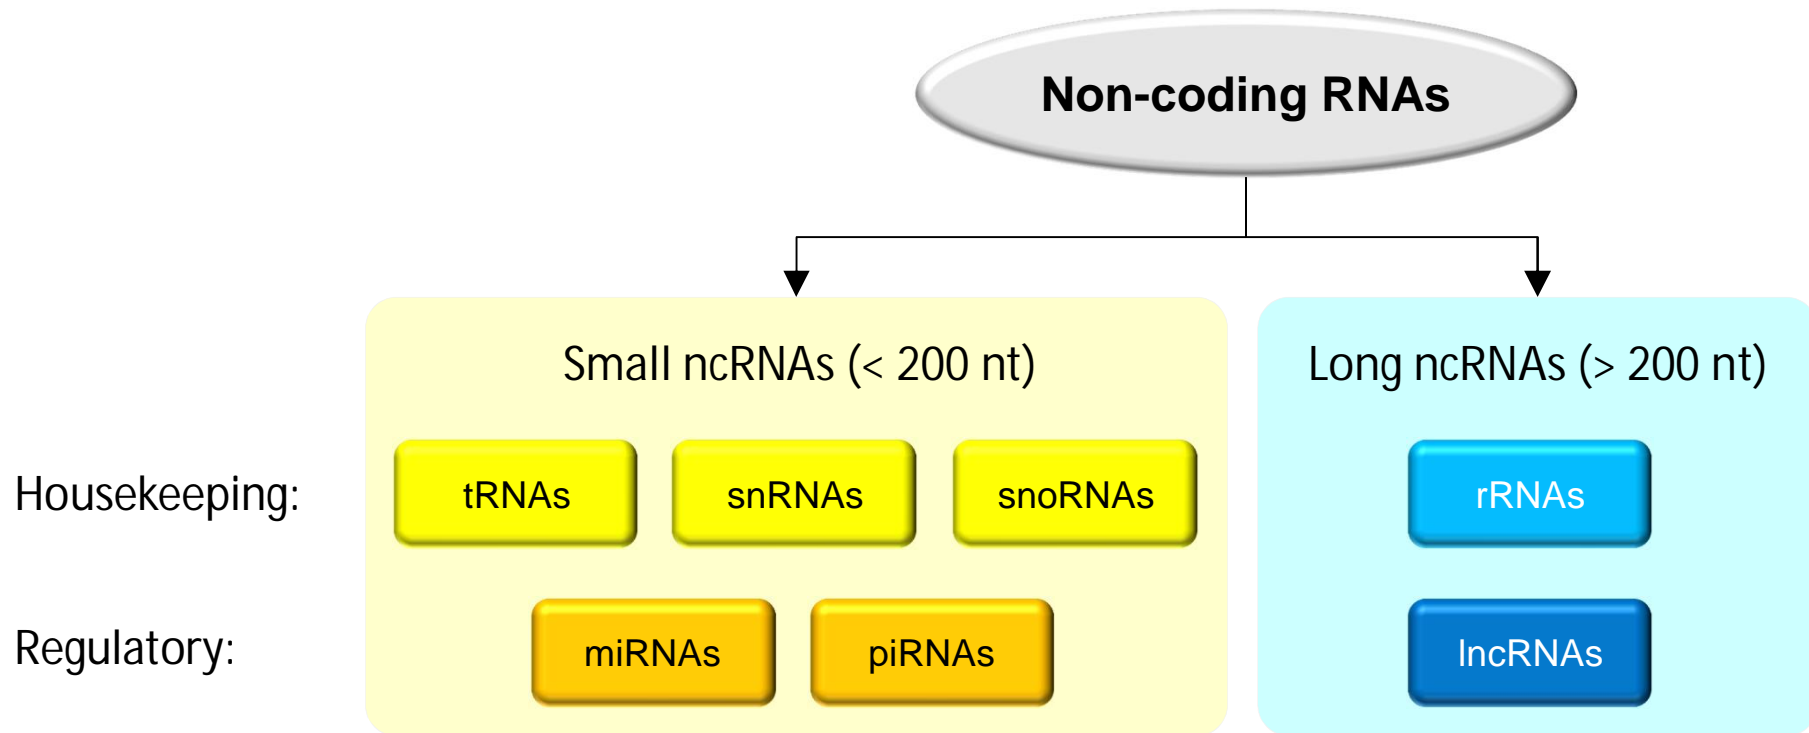 Non-coding RNAs
Small ncRNAs (< 200 nt)
Long ncRNAs (> 200 nt)
Housekeeping:
tRNAs
snRNAs
snoRNAs
rRNAs
Regulatory:
miRNAs
piRNAs
lncRNAs